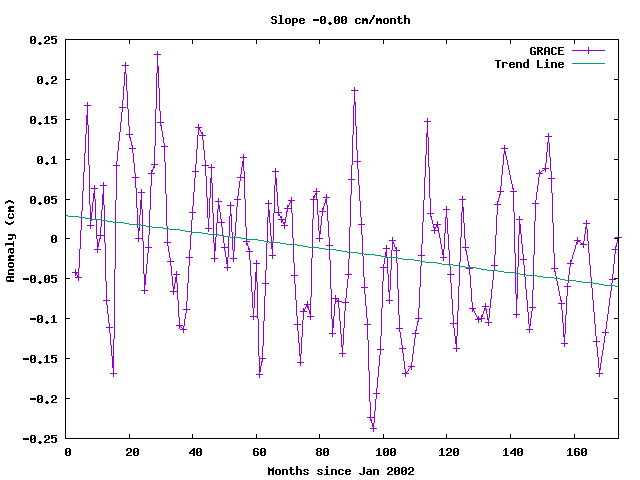 Slope -0.00 cm/month
GRACE
Trend Line
0.25
0.2
0.15
0.1
0.05
0
-0.05
-0.1
-0.15
-0.2
-0.25
Anomaly (cm)
0 20 40 60 80 100 120 140 160
Months since Jan 2002